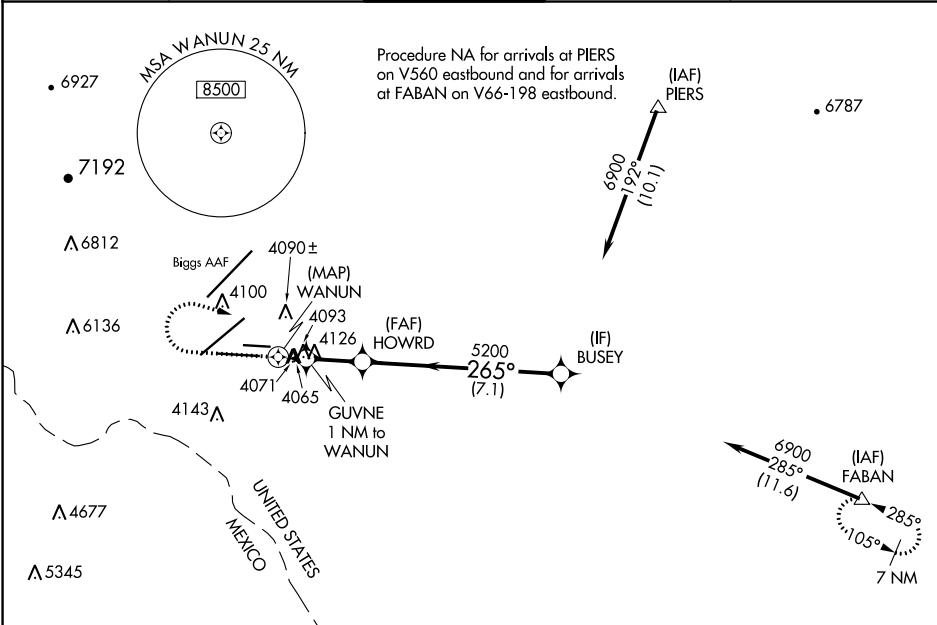 MSA WANUN 25 NM
8500
Procedure NA for arrivals at PIERS
on V560 eastbound and for arrivals
at FABAN on V66-198 eastbound.
(IAF)
PIERS
6927
6787
7192
6900
192°
(10.1)
6812
Biggs AAF
4090±
(MAP)
WANUN
4100
4093
6136
4126
(FAF)
HOWRD
(IF)
BUSEY
5200
265°
(7.1)
4071
4065
4143
GUVNE
1 NM to
WANUN
6900
285°
(11.6)
(IAF)
FABAN
285°
105°
7 NM
4677
UNITED STATES
MEXICO
5345